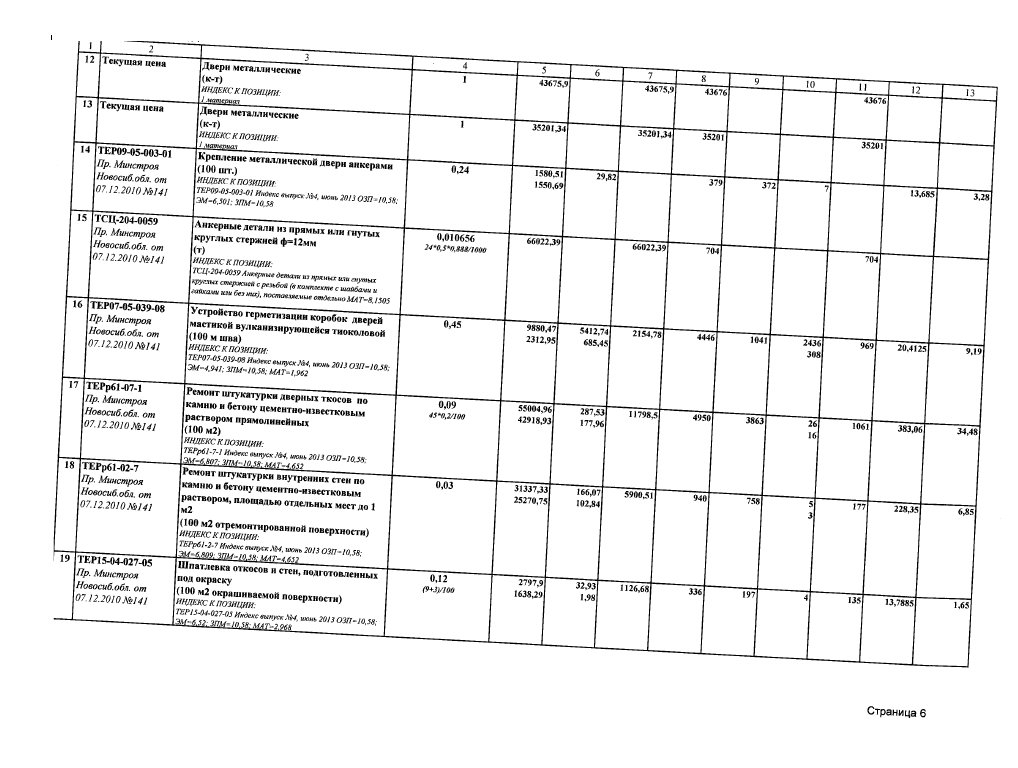 1 2 3 4 5 6 7 8 9 10 11 12 13
12 Текущая цена Двери металлические 1 43675,9 43675,9 43676 43676
(к-т)
ИНДЕКС К ПОЗИЦИИ:
1 материал
13 Текущая цена Двери металлические 1 35201,34 35201,34 35201 35201
(к-т)
ИНДЕКС К ПОЗИЦИИ:
1 материал
14 ТЕР09-05-003-01 Крепление металлической двери анкерами 0,24 1580,51 29,82 379 372 7 13,685 3,28
Пр. Минстроя (100 шт.) 1550,69
Новосиб.обл. от ИНДЕКС К ПОЗИЦИИ:
07.12.2010 №141 ТЕР09-05-003-01 Индекс выпуск №4, июнь 2013 ОЗП=10,58;
ЭМ=6,501; ЗПМ=10,58
15 ТСЦ-204-0059 Анкерные детали из прямых или гнутых 0,010656 66022,39 66022,39 704 704
Пр. Минстроя круглых стержней ф=12мм 24*0,5*0,888/1000
Новосиб.обл. от (т)
07.12.2010 №141 ИНДЕКС К ПОЗИЦИИ:
ТСЦ-204-0059 Анкерные детали из прямых или гнутых
круглых стержней с резьбой (в комплекте с шайбами и
гайками или без них), поставляемые отдельно МАТ=8,1505
16 ТЕР07-05-039-08 Устройство герметизации коробок дверей 0,45 9880,47 5412,74 2154,78 4446 1041 2436 969 20,4125 9,19
Пр. Минстроя мастикой вулканизирующейся тиоколовой 2312,95 685,45 308
Новосиб.обл. от (100 м шва)
07.12.2010 №141 ИНДЕКС К ПОЗИЦИИ:
ТЕР07-05-039-08 Индекс выпуск №4, июнь 2013 ОЗП=10,58;
ЭМ=4,941; ЗПМ=10,58; МАТ=1,962
17 ТЕРр61-07-1 Ремонт штукатурки дверных ткосов по 0,09 55004,96 287,53 11798,5 4950 3863 26 1061 383,06 34,48
Пр. Минстроя камню и бетону цементно-известковым 45*0,2/100 42918,93 177,96 16
Новосиб.обл. от раствором прямолинейных
07.12.2010 №141 (100 м2)
ИНДЕКС К ПОЗИЦИИ:
ТЕРр61-7-1 Индекс выпуск №4, июнь 2013 ОЗП=10,58;
ЭМ=6,807; ЗПМ=10,58; МАТ=4,652
18 ТЕРр61-02-7 Ремонт штукатурки внутренних стен по 0,03 31337,33 166,07 5900,51 940 758 5 177 228,35 6,85
Пр. Минстроя камню и бетону цементно-известковым 25270,75 102,84 3
Новосиб.обл. от раствором, площадью отдельных мест до 1
07.12.2010 №141 м2
(100 м2 отремонтированной поверхности)
ИНДЕКС К ПОЗИЦИИ:
ТЕРр61-2-7 Индекс выпуск №4, июнь 2013 ОЗП=10,58;
ЭМ=6,809; ЗПМ=10,58; МАТ=4,652
19 ТЕР15-04-027-05 Шпатлевка откосов и стен, подготовленных 0,12 2797,9 32,93 1126,68 336 197 4 135 13,7885 1,65
Пр. Минстроя под окраску (9+3)/100 1638,29 1,98
Новосиб.обл. от (100 м2 окрашиваемой поверхности)
07.12.2010 №141 ИНДЕКС К ПОЗИЦИИ:
ТЕР15-04-027-05 Индекс выпуск №4, июнь 2013 ОЗП=10,58;
ЭМ=6,52; ЗПМ=10,58; МАТ=2,968
Страница 6